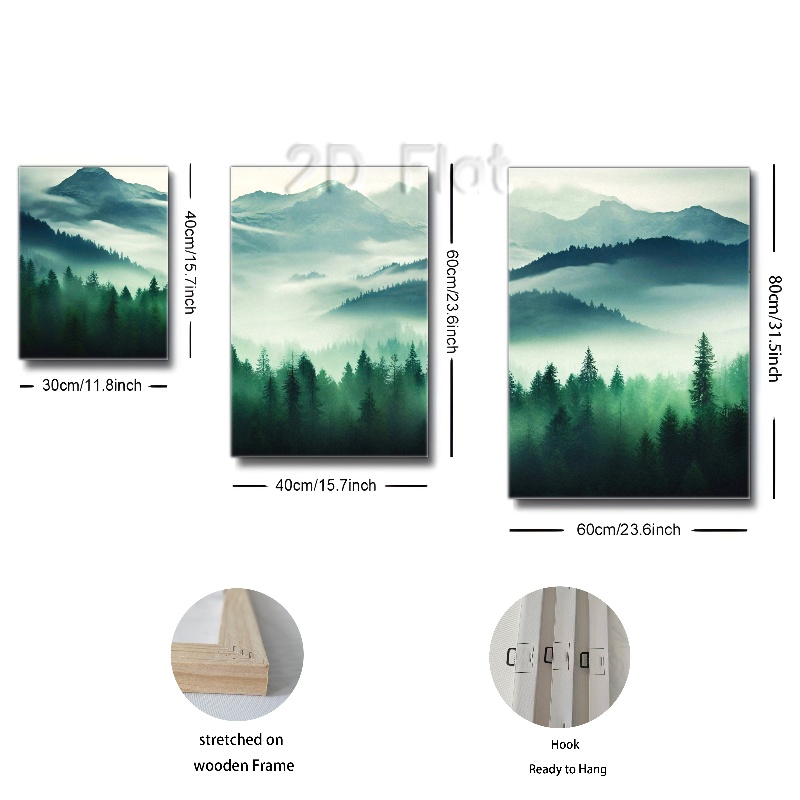 2D Flat
40cm/15.7inch
30cm/11.8inch
60cm/23.6inch
40cm/15.7inch
80cm/31.5inch
60cm/23.6inch
stretched on
wooden Frame
Hook
Ready to Hang